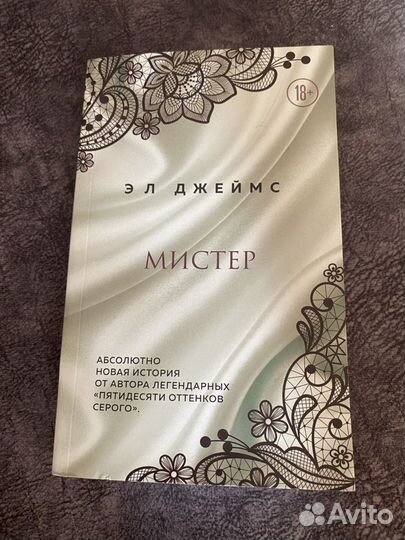 18+
ЭЛ ДЖЕЙМС
МИСТЕР
АБСОЛЮТНО
НОВАЯ ИСТОРИЯ
ОТ АВТОРА ЛЕГЕНДАРНЫХ
«ПЯТИДЕСЯТИ ОТТЕНКОВ
СЕРОГО».
Avito